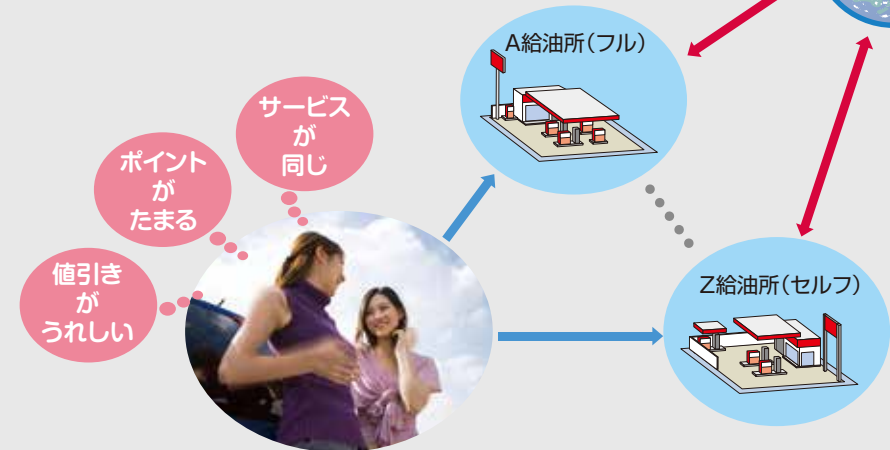 A給油所（フル）
サービス
が
同じ
ポイント
が
たまる
値引き
が
うれしい
Z給油所（セルフ）